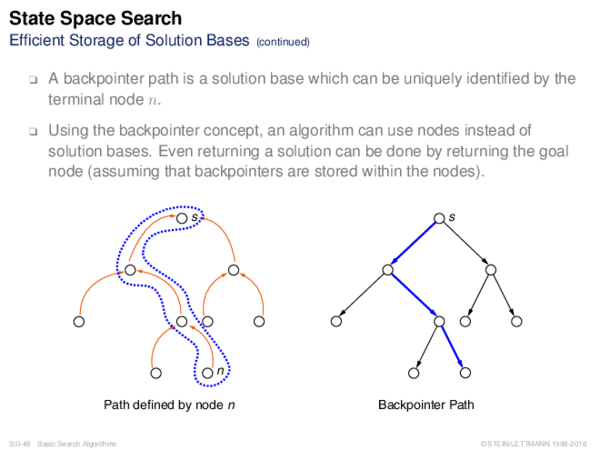 State Space Search
Efficient Storage of Solution Bases (continued)
A backpointer path is a solution base which can be uniquely identified by the
terminal node n.
Using the backpointer concept, an algorithm can use nodes instead of
solution bases. Even returning a solution can be done by returning the goal
node (assuming that backpointers are stored within the nodes).
s
s
n
Path defined by node n
Backpointer Path
S:II-48 Basic Search Algorithms
©STEIN/LETTMANN 1998-2018